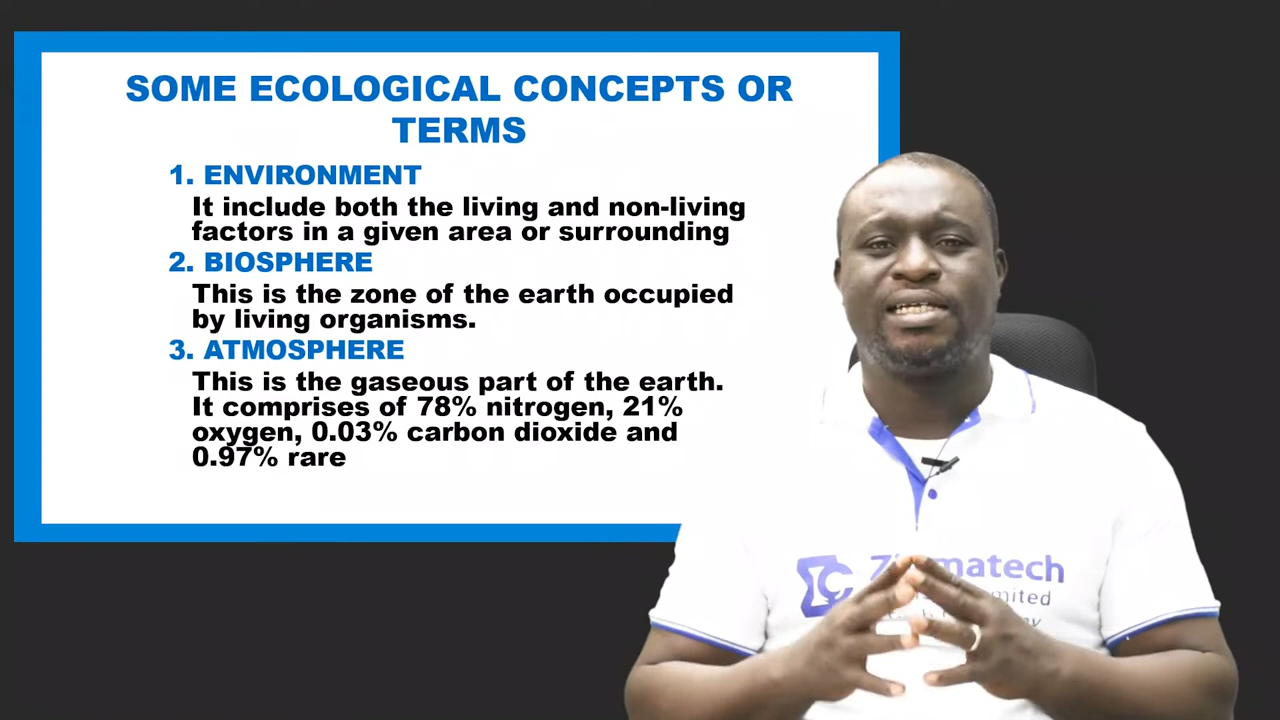 SOME ECOLOGICAL CONCEPTS OR
TERMS
1. ENVIRONMENT
It include both the living and non-living
factors in a given area or surrounding
2. BIOSPHERE
This is the zone of the earth occupied
by living organisms.
3. ATMOSPHERE
This is the gaseous part of the earth.
It comprises of 78% nitrogen, 21%
oxygen, 0.03% carbon dioxide and
0.97% rare